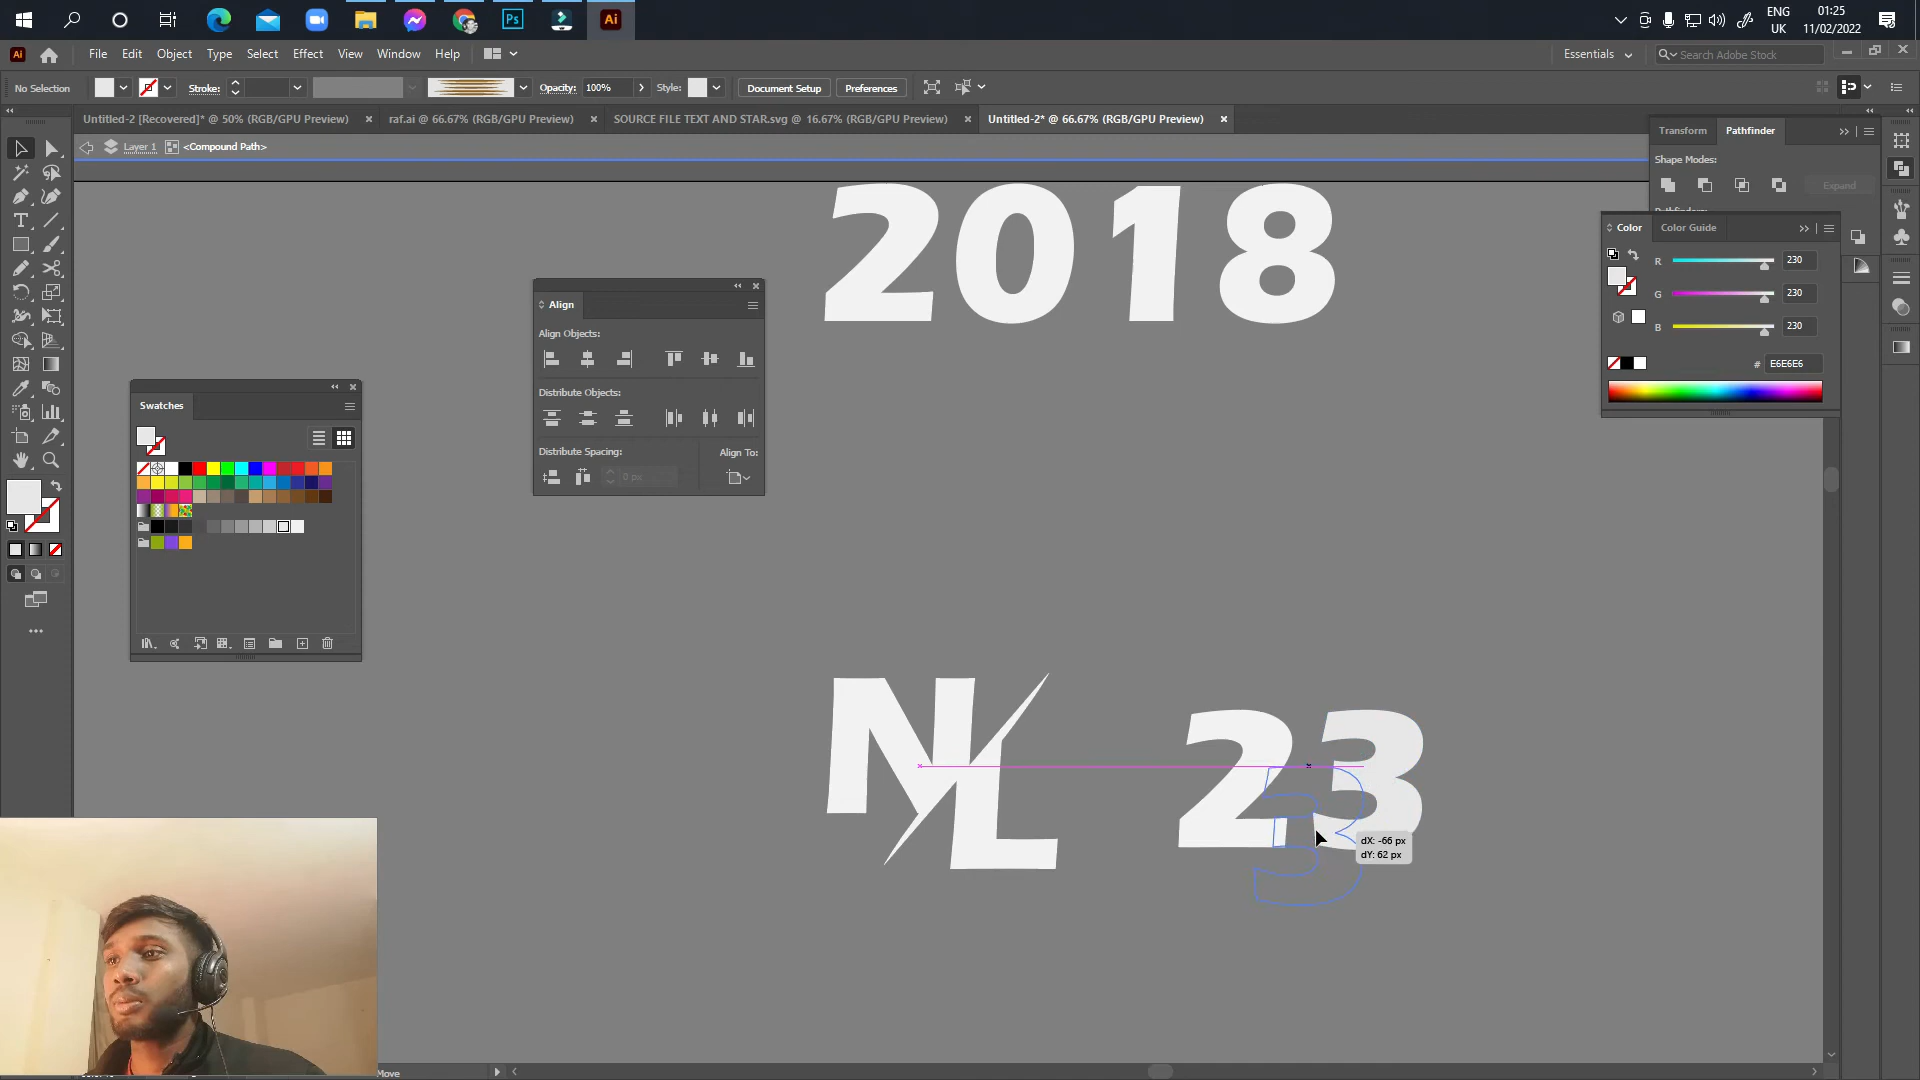 ENG
UK
01:25
11/02/2022
Ps
Ai
Ai
File Edit Object Type Select Effect View Window Help
Essentials
Search Adobe Stock
No Selection
Stroke:
Opacity: 100%
Style:
Document Setup
Preferences
Untitled-2 [Recovered]* @ 50% (RGB/GPU Preview)
raf.ai @ 66.67% (RGB/GPU Preview)
SOURCE FILE TEXT AND STAR.svg @ 16.67% (RGB/GPU Preview)
Untitled-2* @ 66.67% (RGB/GPU Preview)
Layer 1 <Compound Path>
Transform Pathfinder
Shape Modes:
Expand
Color Color Guide
R 230
G 230
B 230
# E6E6E6
2018
Align
Align Objects:
Distribute Objects:
Distribute Spacing:
Align To:
0 px
Swatches
NL
23
dX: -66 px
dY: 62 px
Move